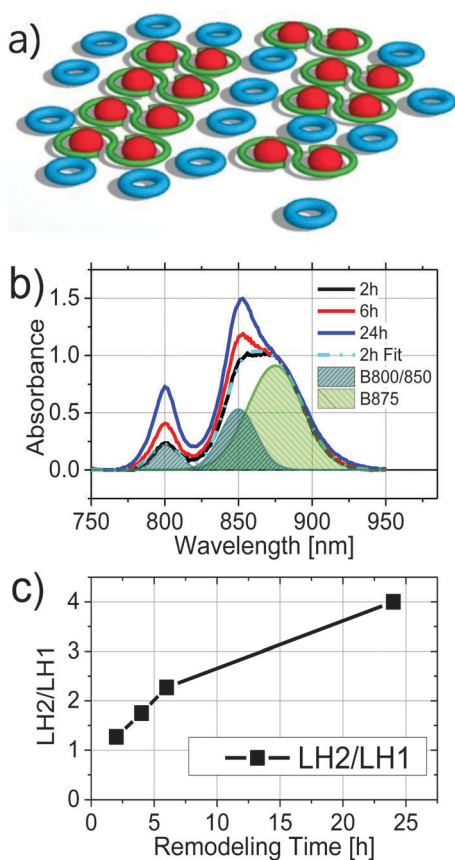 a)
b)
1.5
1.0
0.5
0.0
Absorbance
2h
6h
24h
2h Fit
B800/850
B875
750 800 850 900 950
Wavelength [nm]
c)
4
3
2
1
0
LH2/LH1
LH2/LH1
0 5 10 15 20 25
Remodeling Time [h]